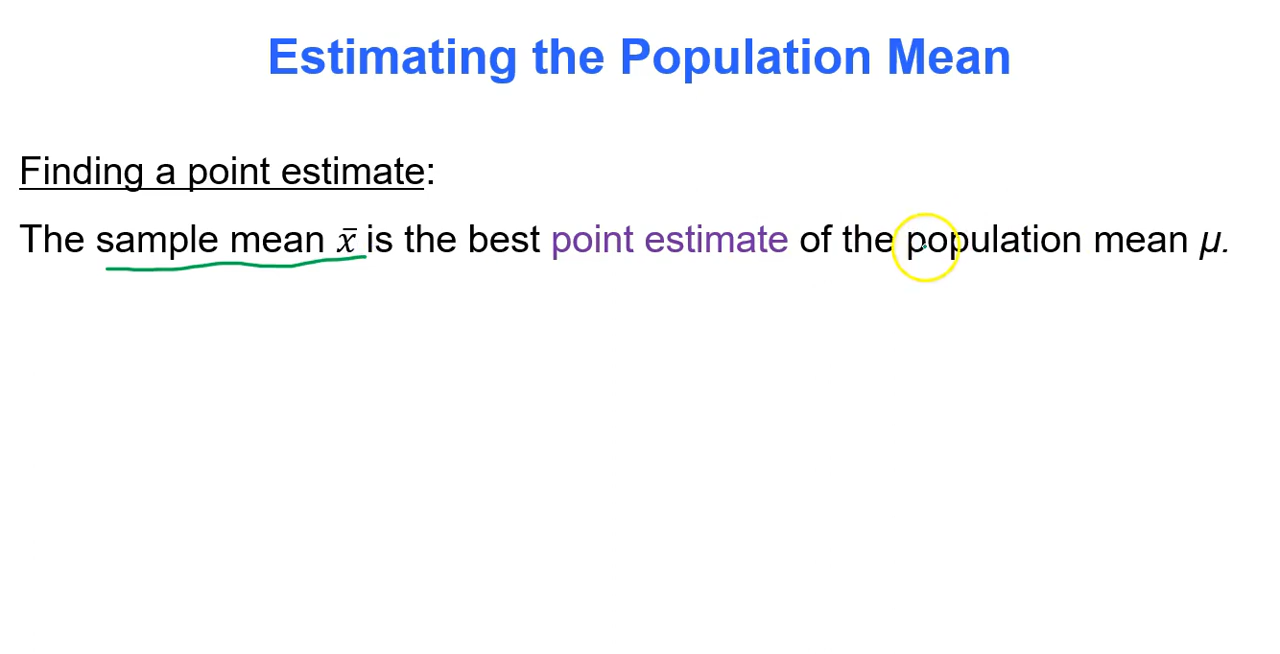 Estimating the Population Mean
Finding a point estimate:
The sample mean x̄ is the best point estimate of the population mean μ.